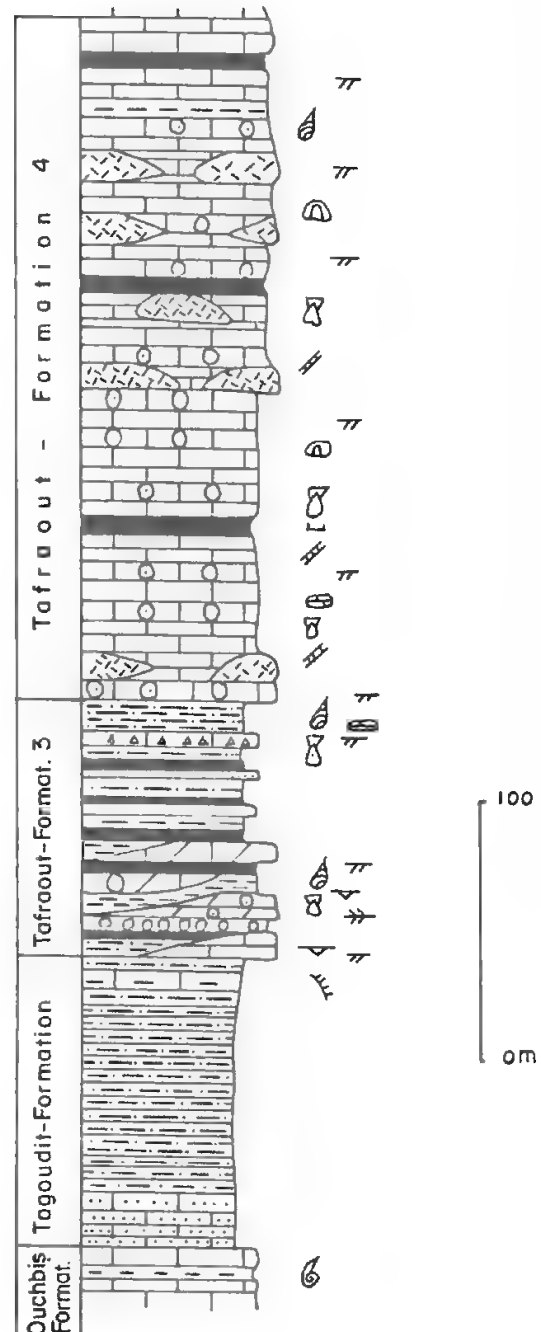 Tafraout - Formation 4
Tafraout-Format. 3
Tagoudit-Formation
Ouchbis
Format.
100
0m